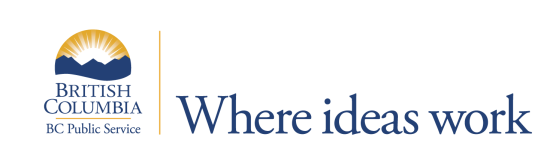 BRITISH
COLUMBIA
BC Public Service
Where ideas work